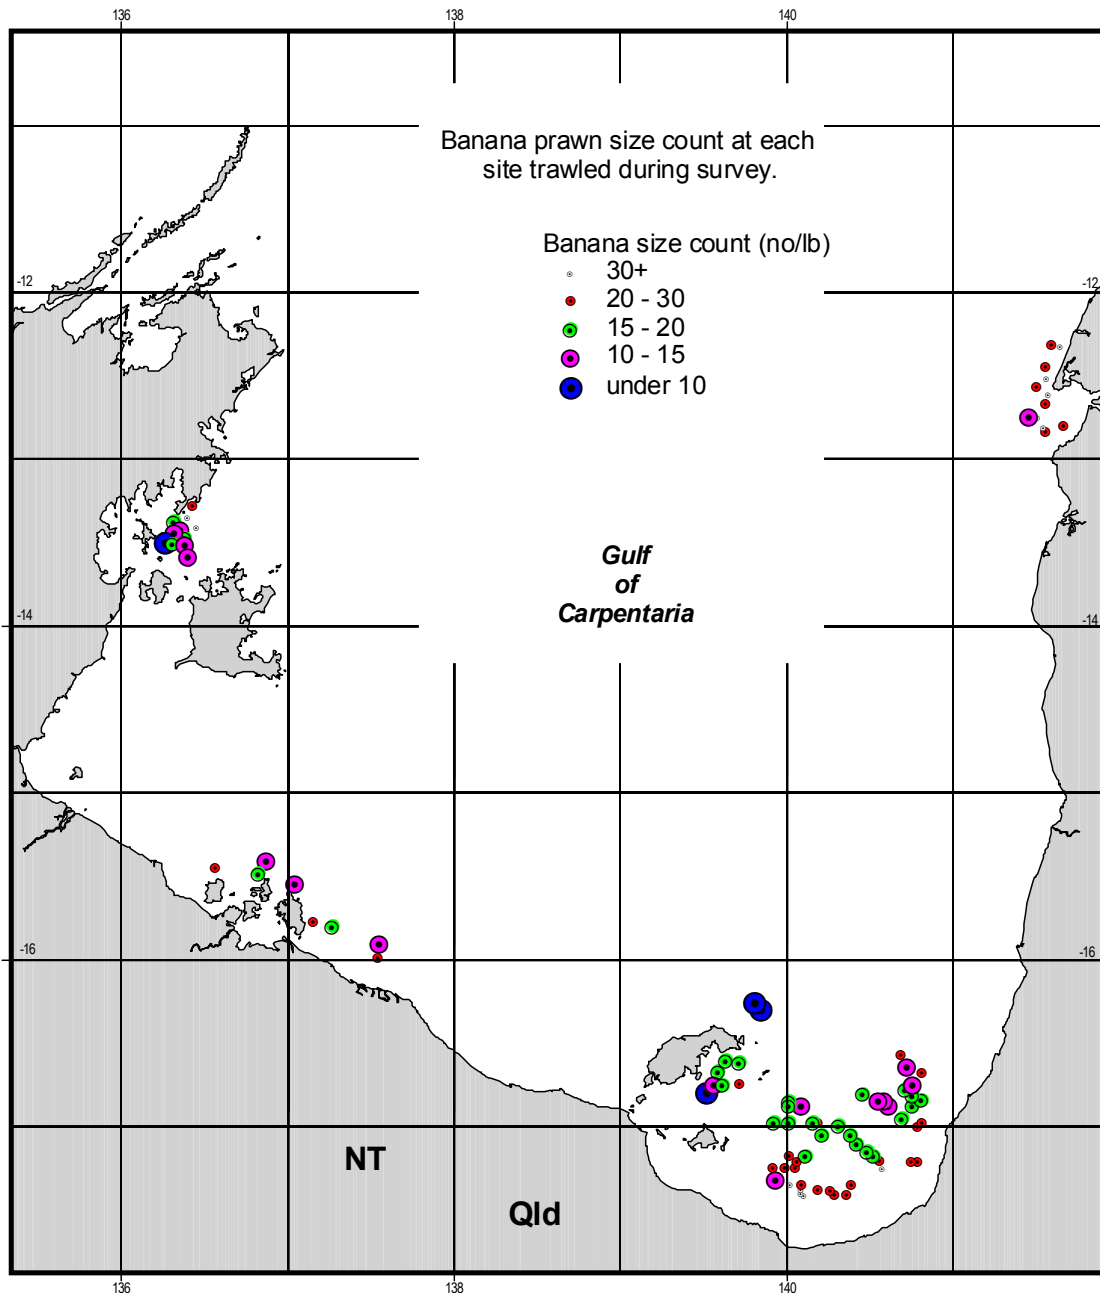 136
138
140
Banana prawn size count at each
site trawled during survey.
Banana size count (no/lb)
30+
20 - 30
15 - 20
10 - 15
under 10
-12
-12
Gulf
of
Carpentaria
-14
-14
-16
-16
NT
Qld
136
138
140